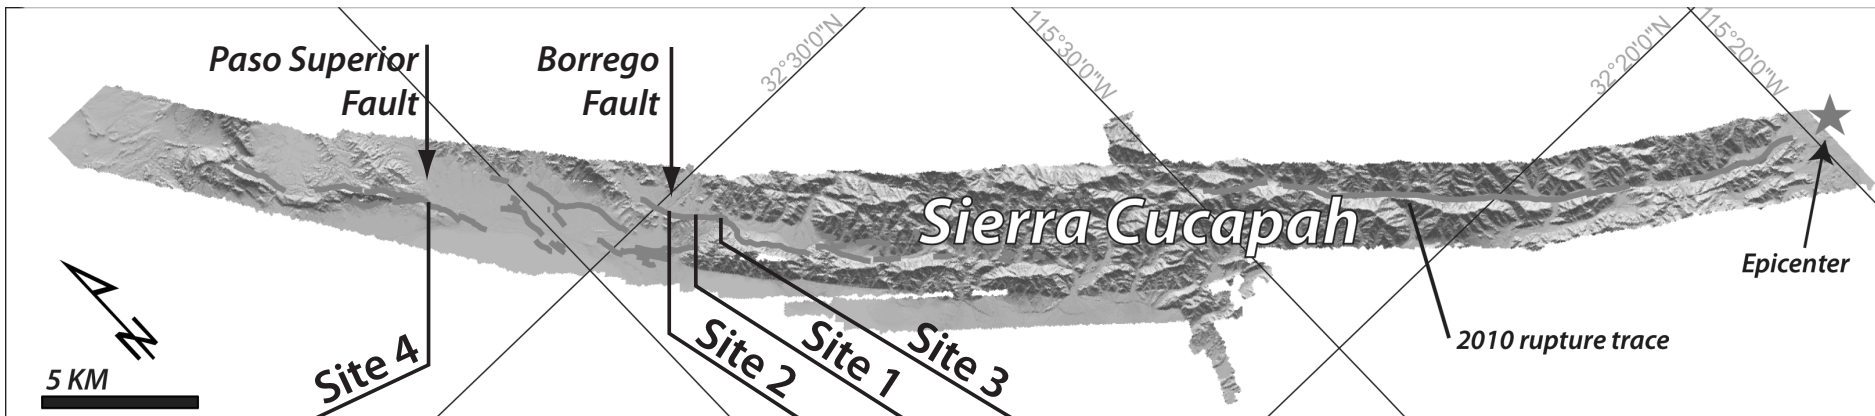 Paso Superior
Fault
Borrego
Fault
32°30'0"N
115°30'0"W
32°20'0"N
115°20'0"W
Sierra Cucapah
Epicenter
2010 rupture trace
Site 4
Site 2
Site 1
Site 3
N
5 KM